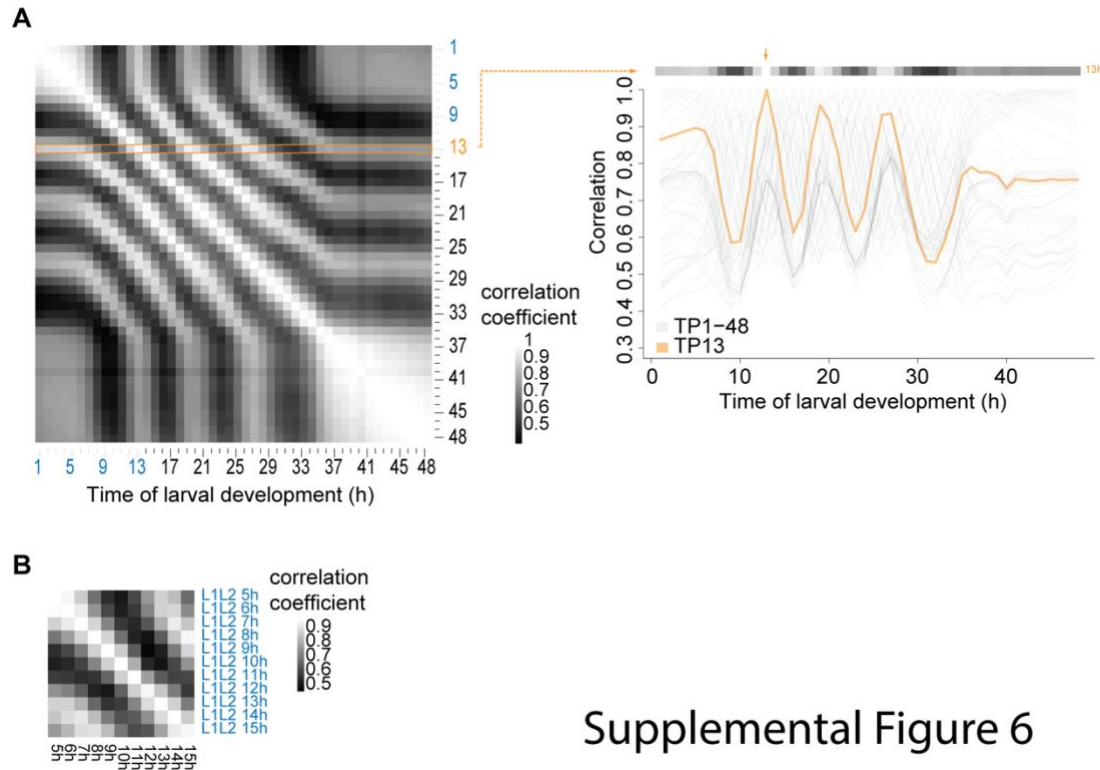 A
1
5
9
13
17
21
25
29
33
37
41
45
48
1 5 9 13 17 21 25 29 33 37 41 45 48
Time of larval development (h)
correlation
coefficient
1
0.9
0.8
0.7
0.6
0.5
13h
Correlation
1.0
0.9
0.8
0.7
0.6
0.5
0.4
0.3
TP1-48
TP13
0 10 20 30 40
Time of larval development (h)
B
L1L2 5h
L1L2 6h
L1L2 7h
L1L2 8h
L1L2 9h
L1L2 10h
L1L2 11h
L1L2 12h
L1L2 13h
L1L2 14h
L1L2 15h
5h 6h 7h 8h 9h 10h 11h 12h 13h 14h 15h
correlation
coefficient
0.9
0.8
0.7
0.6
0.5
Supplemental Figure 6